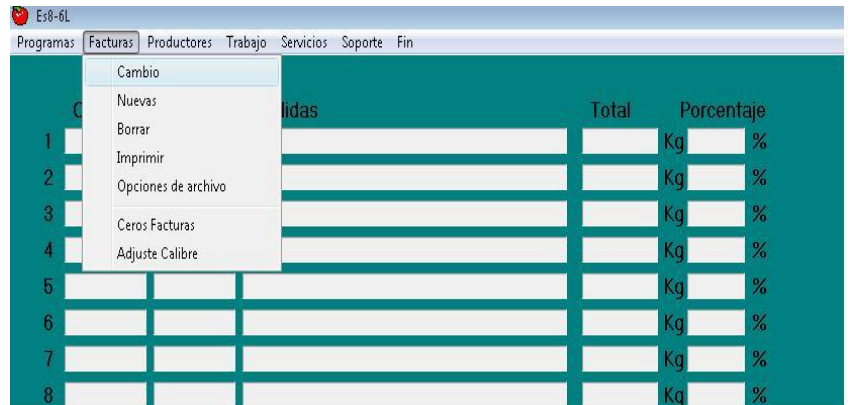 Es8-6L
Programas Facturas Productores Trabajo Servicios Soporte Fin
Cambio
Nuevas
Borrar
Imprimir
Opciones de archivo
Ceros Facturas
Adjuste Calibre
Total Porcentaje
1 Kg %
2 Kg %
3 Kg %
4 Kg %
5 Kg %
6 Kg %
7 Kg %
8 Kg %